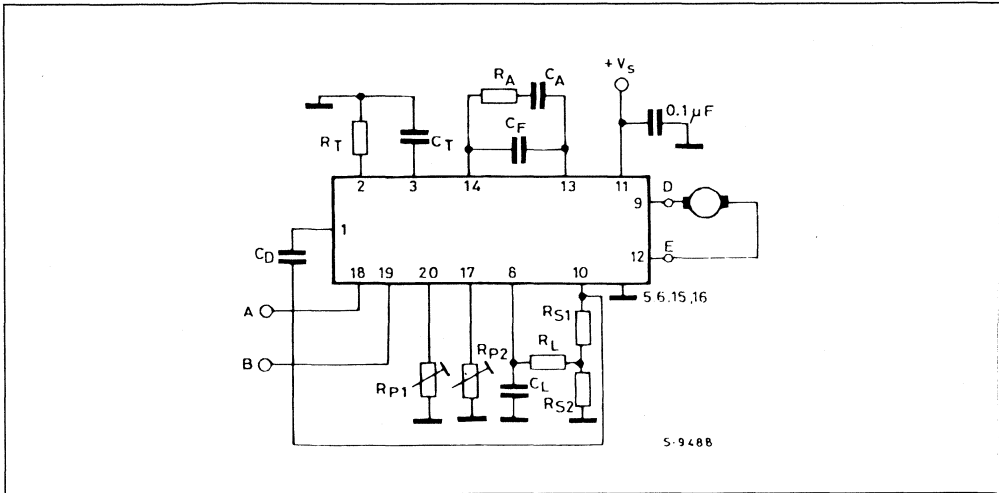 +VS
RA CA
0.1µF
RT CT CF
2 3 14 13 11
D
9
1
E
12
CD
18 19 20 17 6 10
5 6.15,16
A
RS1
RL
B
RP1 RP2
CL
RS2
S-9488